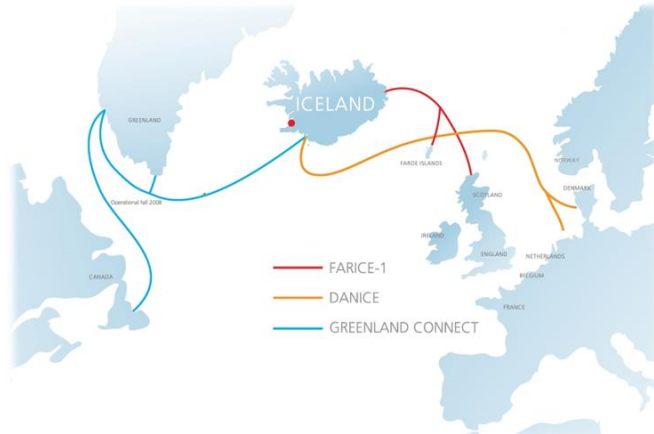 GREENLAND
ICELAND
FAROE ISLANDS
NORWAY
DENMARK
SCOTLAND
Operational fall 2008
IRELAND
ENGLAND
NETHERLANDS
BELGIUM
CANADA
FRANCE
FARICE-1
DANICE
GREENLAND CONNECT